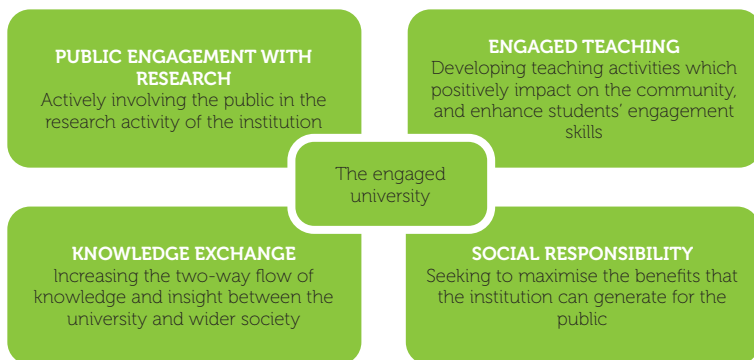 PUBLIC ENGAGEMENT WITH
RESEARCH
Actively involving the public in the
research activity of the institution
ENGAGED TEACHING
Developing teaching activities which
positively impact on the community,
and enhance students’ engagement
skills
The engaged
university
KNOWLEDGE EXCHANGE
Increasing the two-way flow of
knowledge and insight between the
university and wider society
SOCIAL RESPONSIBILITY
Seeking to maximise the benefits that
the institution can generate for the
public